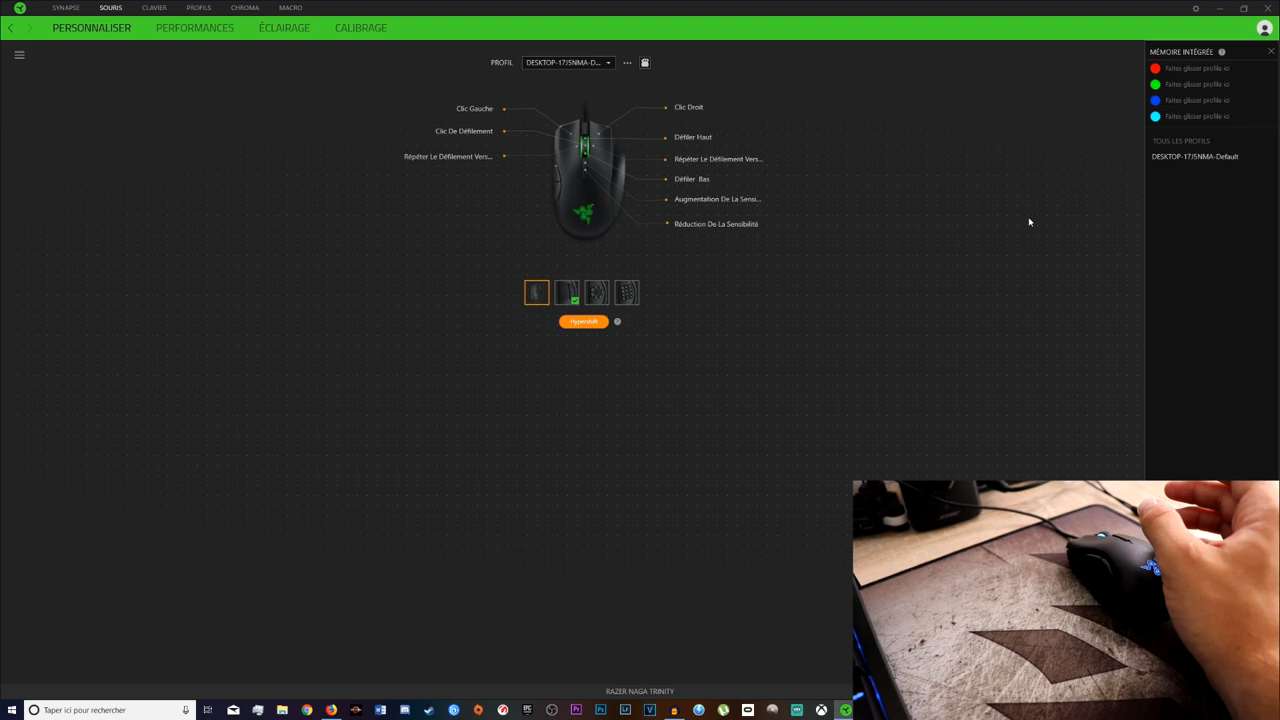 SYNAPSE SOURIS CLAVIER PROFILS CHROMA MACRO
PERSONNALISER PERFORMANCES ÉCLAIRAGE CALIBRAGE
PROFIL DESKTOP-17J5NMA-D... •••
Clic Gauche
Clic De Défilement
Répéter Le Défilement Vers...
Clic Droit
Défiler Haut
Répéter Le Défilement Vers...
Défiler Bas
Augmentation De La Sensi...
Réduction De La Sensibilité
Hypershift ?
MÉMOIRE INTÉGRÉE ?
Faites glisser profile ici
Faites glisser profile ici
Faites glisser profile ici
Faites glisser profile ici
TOUS LES PROFILS
DESKTOP-17J5NMA-Default
RAZER NAGA TRINITY
Taper ici pour rechercher